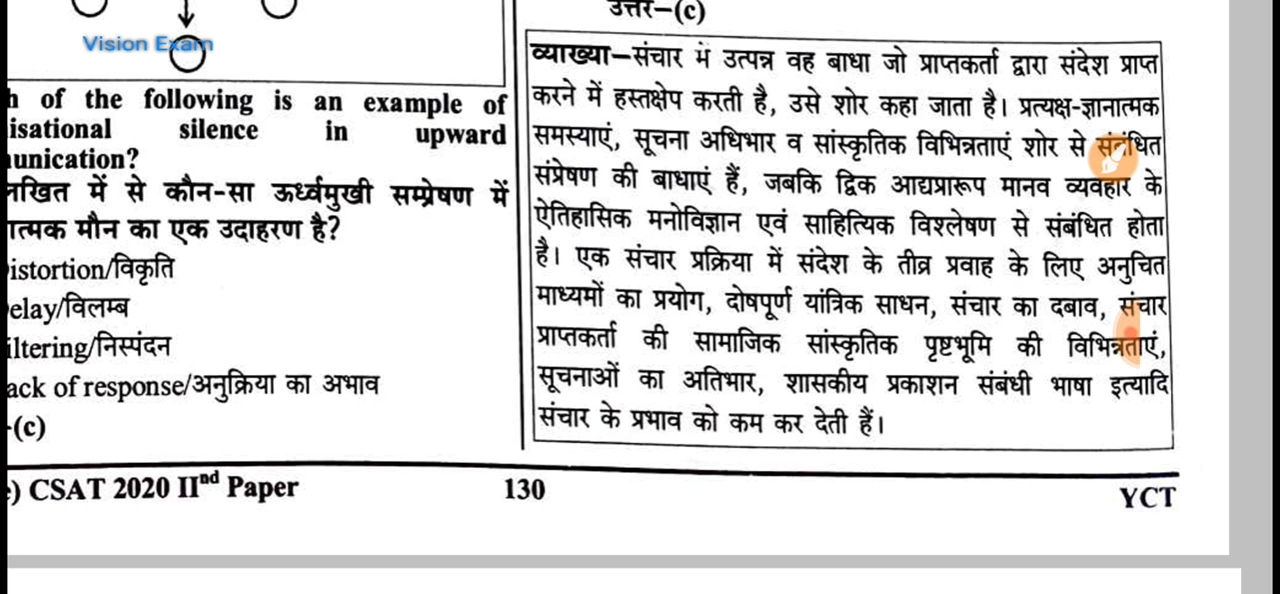 Vision Exam
h of the following is an example of
isational silence in upward
unication?
लखित में से कौन-सा ऊर्ध्वमुखी सम्प्रेषण में
त्मक मौन का एक उदाहरण है?
istortion/विकृति
elay/विलम्ब
iltering/निस्पंदन
ack of response/अनुक्रिया का अभाव
-(c)
उत्तर–(c)
व्याख्या–संचार में उत्पन्न वह बाधा जो प्राप्तकर्ता द्वारा संदेश प्राप्त
करने में हस्तक्षेप करती है, उसे शोर कहा जाता है। प्रत्यक्ष-ज्ञानात्मक
समस्याएं, सूचना अधिभार व सांस्कृतिक विभिन्नताएं शोर से संबंधित
संप्रेषण की बाधाएं हैं, जबकि द्विक आद्यप्रारूप मानव व्यवहार के
ऐतिहासिक मनोविज्ञान एवं साहित्यिक विश्लेषण से संबंधित होता
है। एक संचार प्रक्रिया में संदेश के तीव्र प्रवाह के लिए अनुचित
माध्यमों का प्रयोग, दोषपूर्ण यांत्रिक साधन, संचार का दबाव, संचार
प्राप्तकर्ता की सामाजिक सांस्कृतिक पृष्टभूमि की विभिन्नताएं,
सूचनाओं का अतिभार, शासकीय प्रकाशन संबंधी भाषा इत्यादि
संचार के प्रभाव को कम कर देती हैं।
) CSAT 2020 IInd Paper
130
YCT